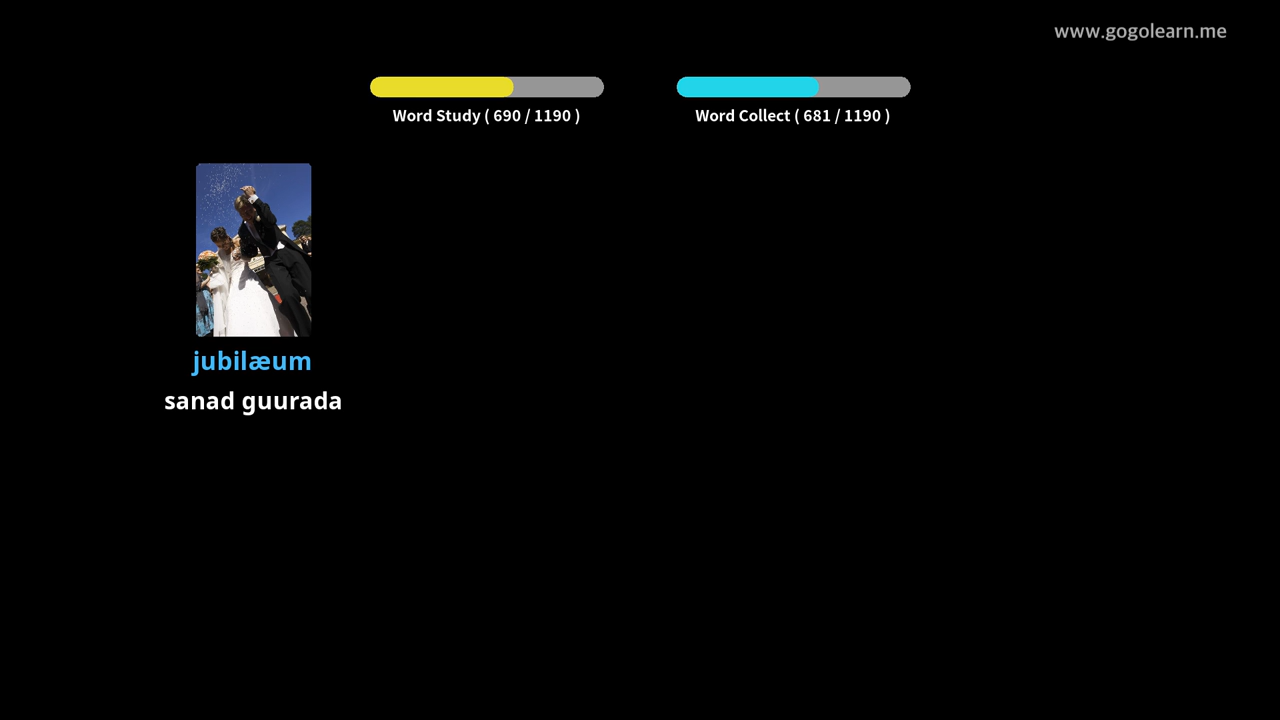 www.gogolearn.me
Word Study ( 690 / 1190 )
Word Collect ( 681 / 1190 )
jubilæum
sanad guurada